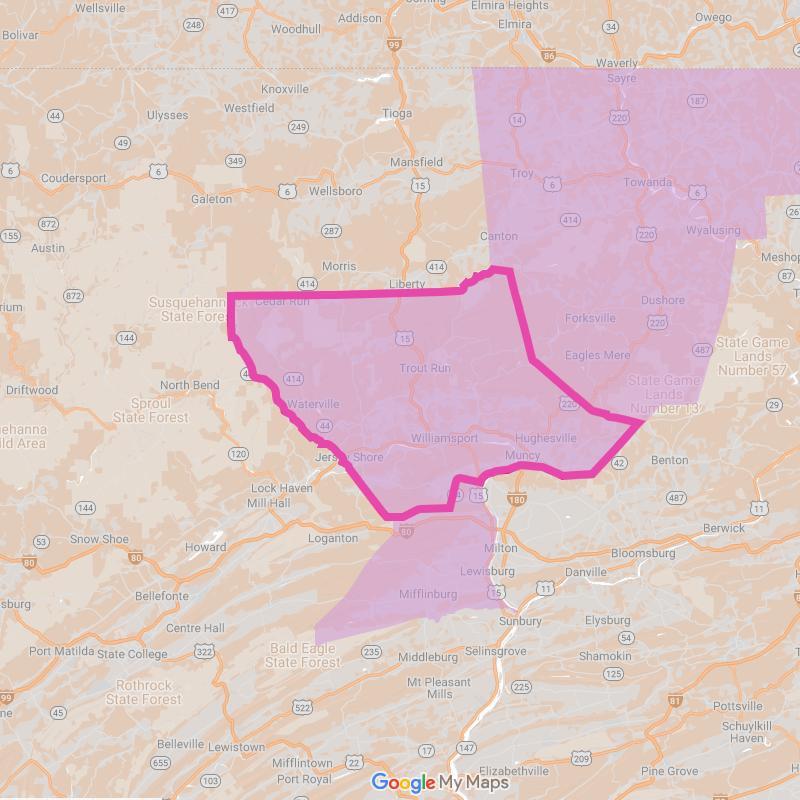 Wellsville
417
Addison
Elmira Heights
Owego
Bolivar
248
Woodhull
Elmira
34
99
86
Waverly
Sayre
Knoxville
44
Ulysses
Westfield
249
Tioga
14
220
187
49
349
Mansfield
6
6
Coudersport
Galeton
6
Wellsboro
15
Troy
6
Towanda
6
872
155
Austin
287
414
220
Wyalusing
Canton
Morris
414
414
Liberty
872
87
Cedar Run
Susquehannock
State Forest
Dushore
Forksville
220
144
15
Eagles Mere
487
State Game
Lands
Number 57
Driftwood
North Bend
414
Trout Run
State Game
Lands
Number 13
Sproul
State Forest
Waterville
44
220
29
Williamsport
Hughesville
120
Jersey Shore
Muncy
42
Benton
Lock Haven
Mill Hall
144
15
180
487
11
53
Snow Shoe
Howard
Loganton
80
Milton
Berwick
80
80
Bloomsburg
Lewisburg
Danville
Bellefonte
Mifflinburg
15
11
Centre Hall
Sunbury
Elysburg
Port Matilda
State College
322
Bald Eagle
State Forest
235
Middleburg
Selinsgrove
54
Shamokin
125
Rothrock
State Forest
Mt Pleasant
Mills
225
99
45
522
81
Pottsville
Schuylkill
Haven
Belleville
Lewistown
17
147
655
Mifflintown
22
209
103
Port Royal
Google My Maps
Elizabethville
Pine Grove